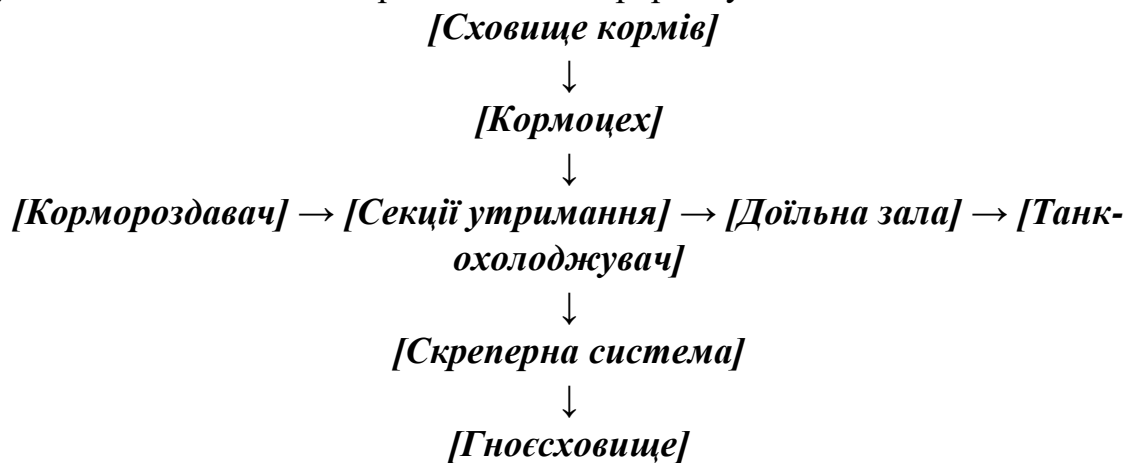 [Сховище кормів]
↓
[Кормоцех]
↓
[Кормороздавач] → [Секції утримання] → [Доїльна зала] → [Танк-
охолоджувач]
↓
[Скреперна система]
↓
[Гноєсховище]